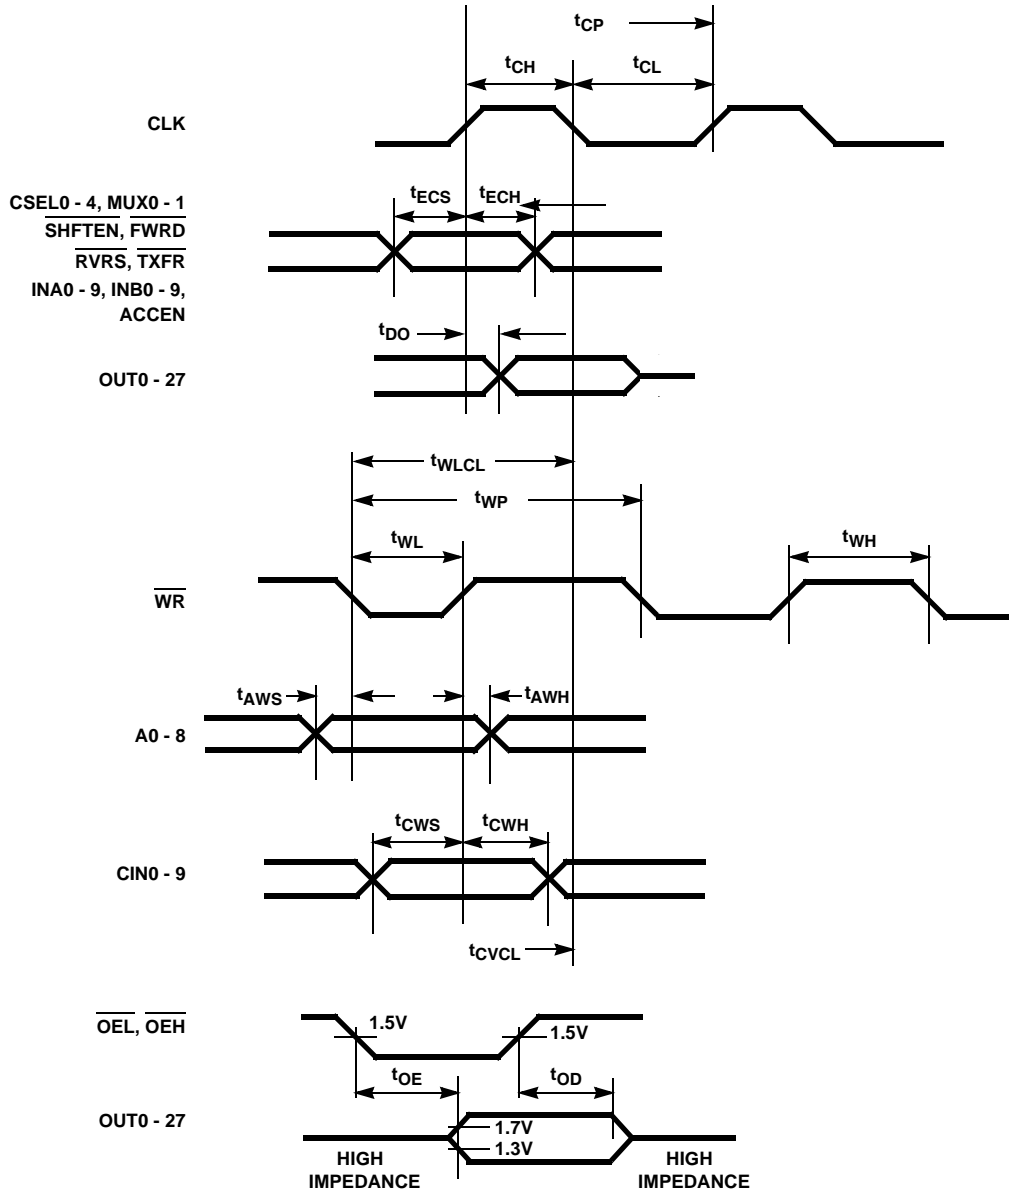 tCP
tCH
tCL
CLK
tECS
tECH
CSEL0 - 4, MUX0 - 1
SHFTEN, FWRD
RVRS, TXFR
INA0 - 9, INB0 - 9,
ACCEN
tDO
OUT0 - 27
tWLCL
tWP
tWL
tWH
WR
tAWS
tAWH
A0 - 8
tCWS
tCWH
CIN0 - 9
tCVCL
OEL, OEH
1.5V
1.5V
tOE
tOD
OUT0 - 27
1.7V
1.3V
HIGH
IMPEDANCE
HIGH
IMPEDANCE